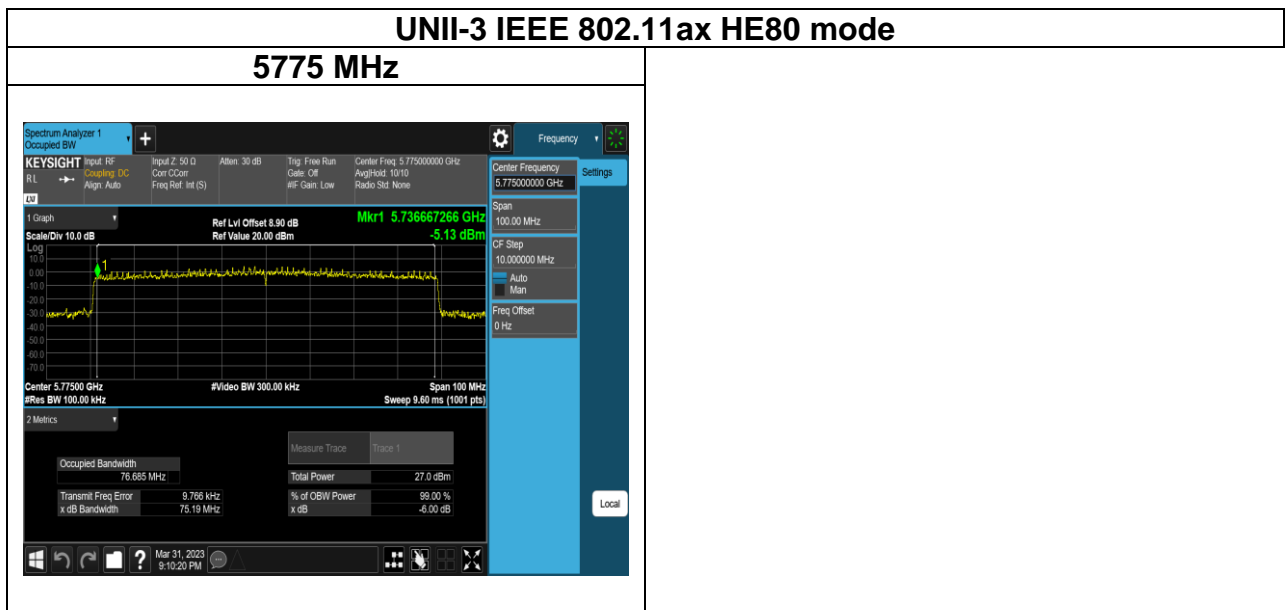 UNII-3 IEEE 802.11ax HE80 mode
5775 MHz
Spectrum Analyzer 1
Occupied BW
Frequency
KEYSIGHT Input: RF Input Z: 50 Ω Atten: 30 dB Trig: Free Run Center Freq: 5.775000000 GHz
RL Coupling: DC Corr CCorr Gate: Off Avg|Hold: 10/10
Align: Auto Freq Ref: Int (S) #IF Gain: Low Radio Std: None
LXI
Center Frequency
5.775000000 GHz
Settings
Span
100.00 MHz
CF Step
10.000000 MHz
Auto
Man
Freq Offset
0 Hz
1 Graph
Ref Lvl Offset 8.90 dB Mkr1 5.736667266 GHz
Scale/Div 10.0 dB Ref Value 20.00 dBm -5.13 dBm
Log
10.0
0.00
-10.0
-20.0
-30.0
-40.0
-50.0
-60.0
-70.0
1
Center 5.77500 GHz #Video BW 300.00 kHz Span 100 MHz
#Res BW 100.00 kHz Sweep 9.60 ms (1001 pts)
2 Metrics
Measure Trace Trace 1
Occupied Bandwidth
76.685 MHz
Total Power 27.0 dBm
Transmit Freq Error 9.766 kHz % of OBW Power 99.00 %
x dB Bandwidth 75.19 MHz x dB -6.00 dB
Local
? Mar 31, 2023
9:10:20 PM